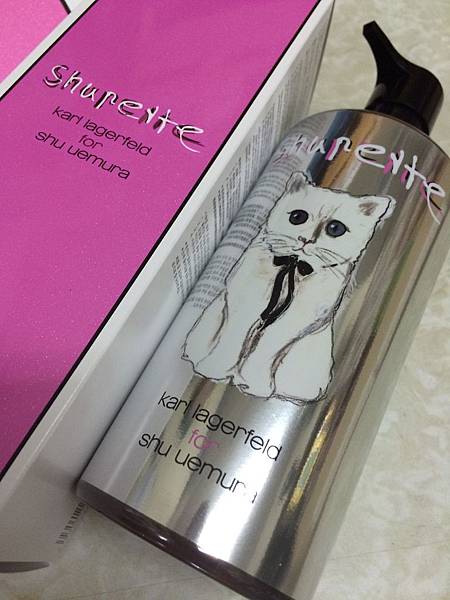 shupette
karl lagerfeld
for
shu uemura
shupette
karl lagerfeld
for
shu uemura